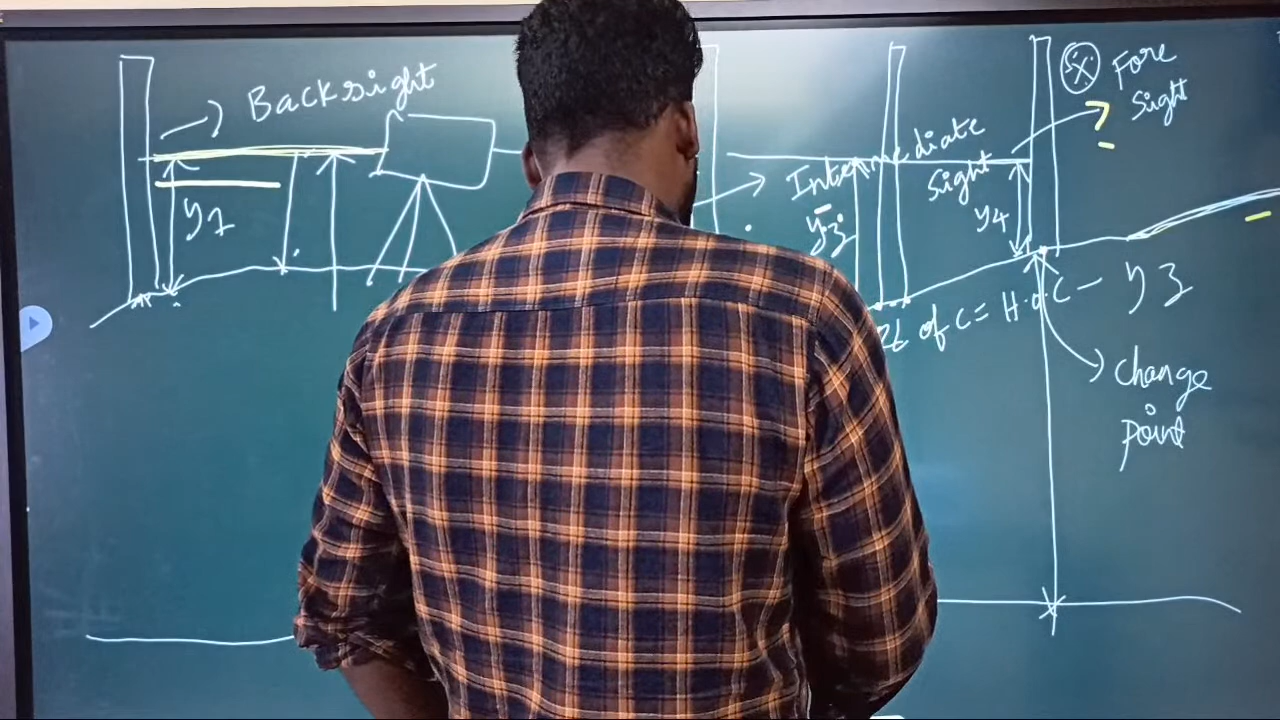 Backsight
y1
Intermediate
Sight
y3
y4
Fore
Sight
of C = H.O.C - y3
Change
point